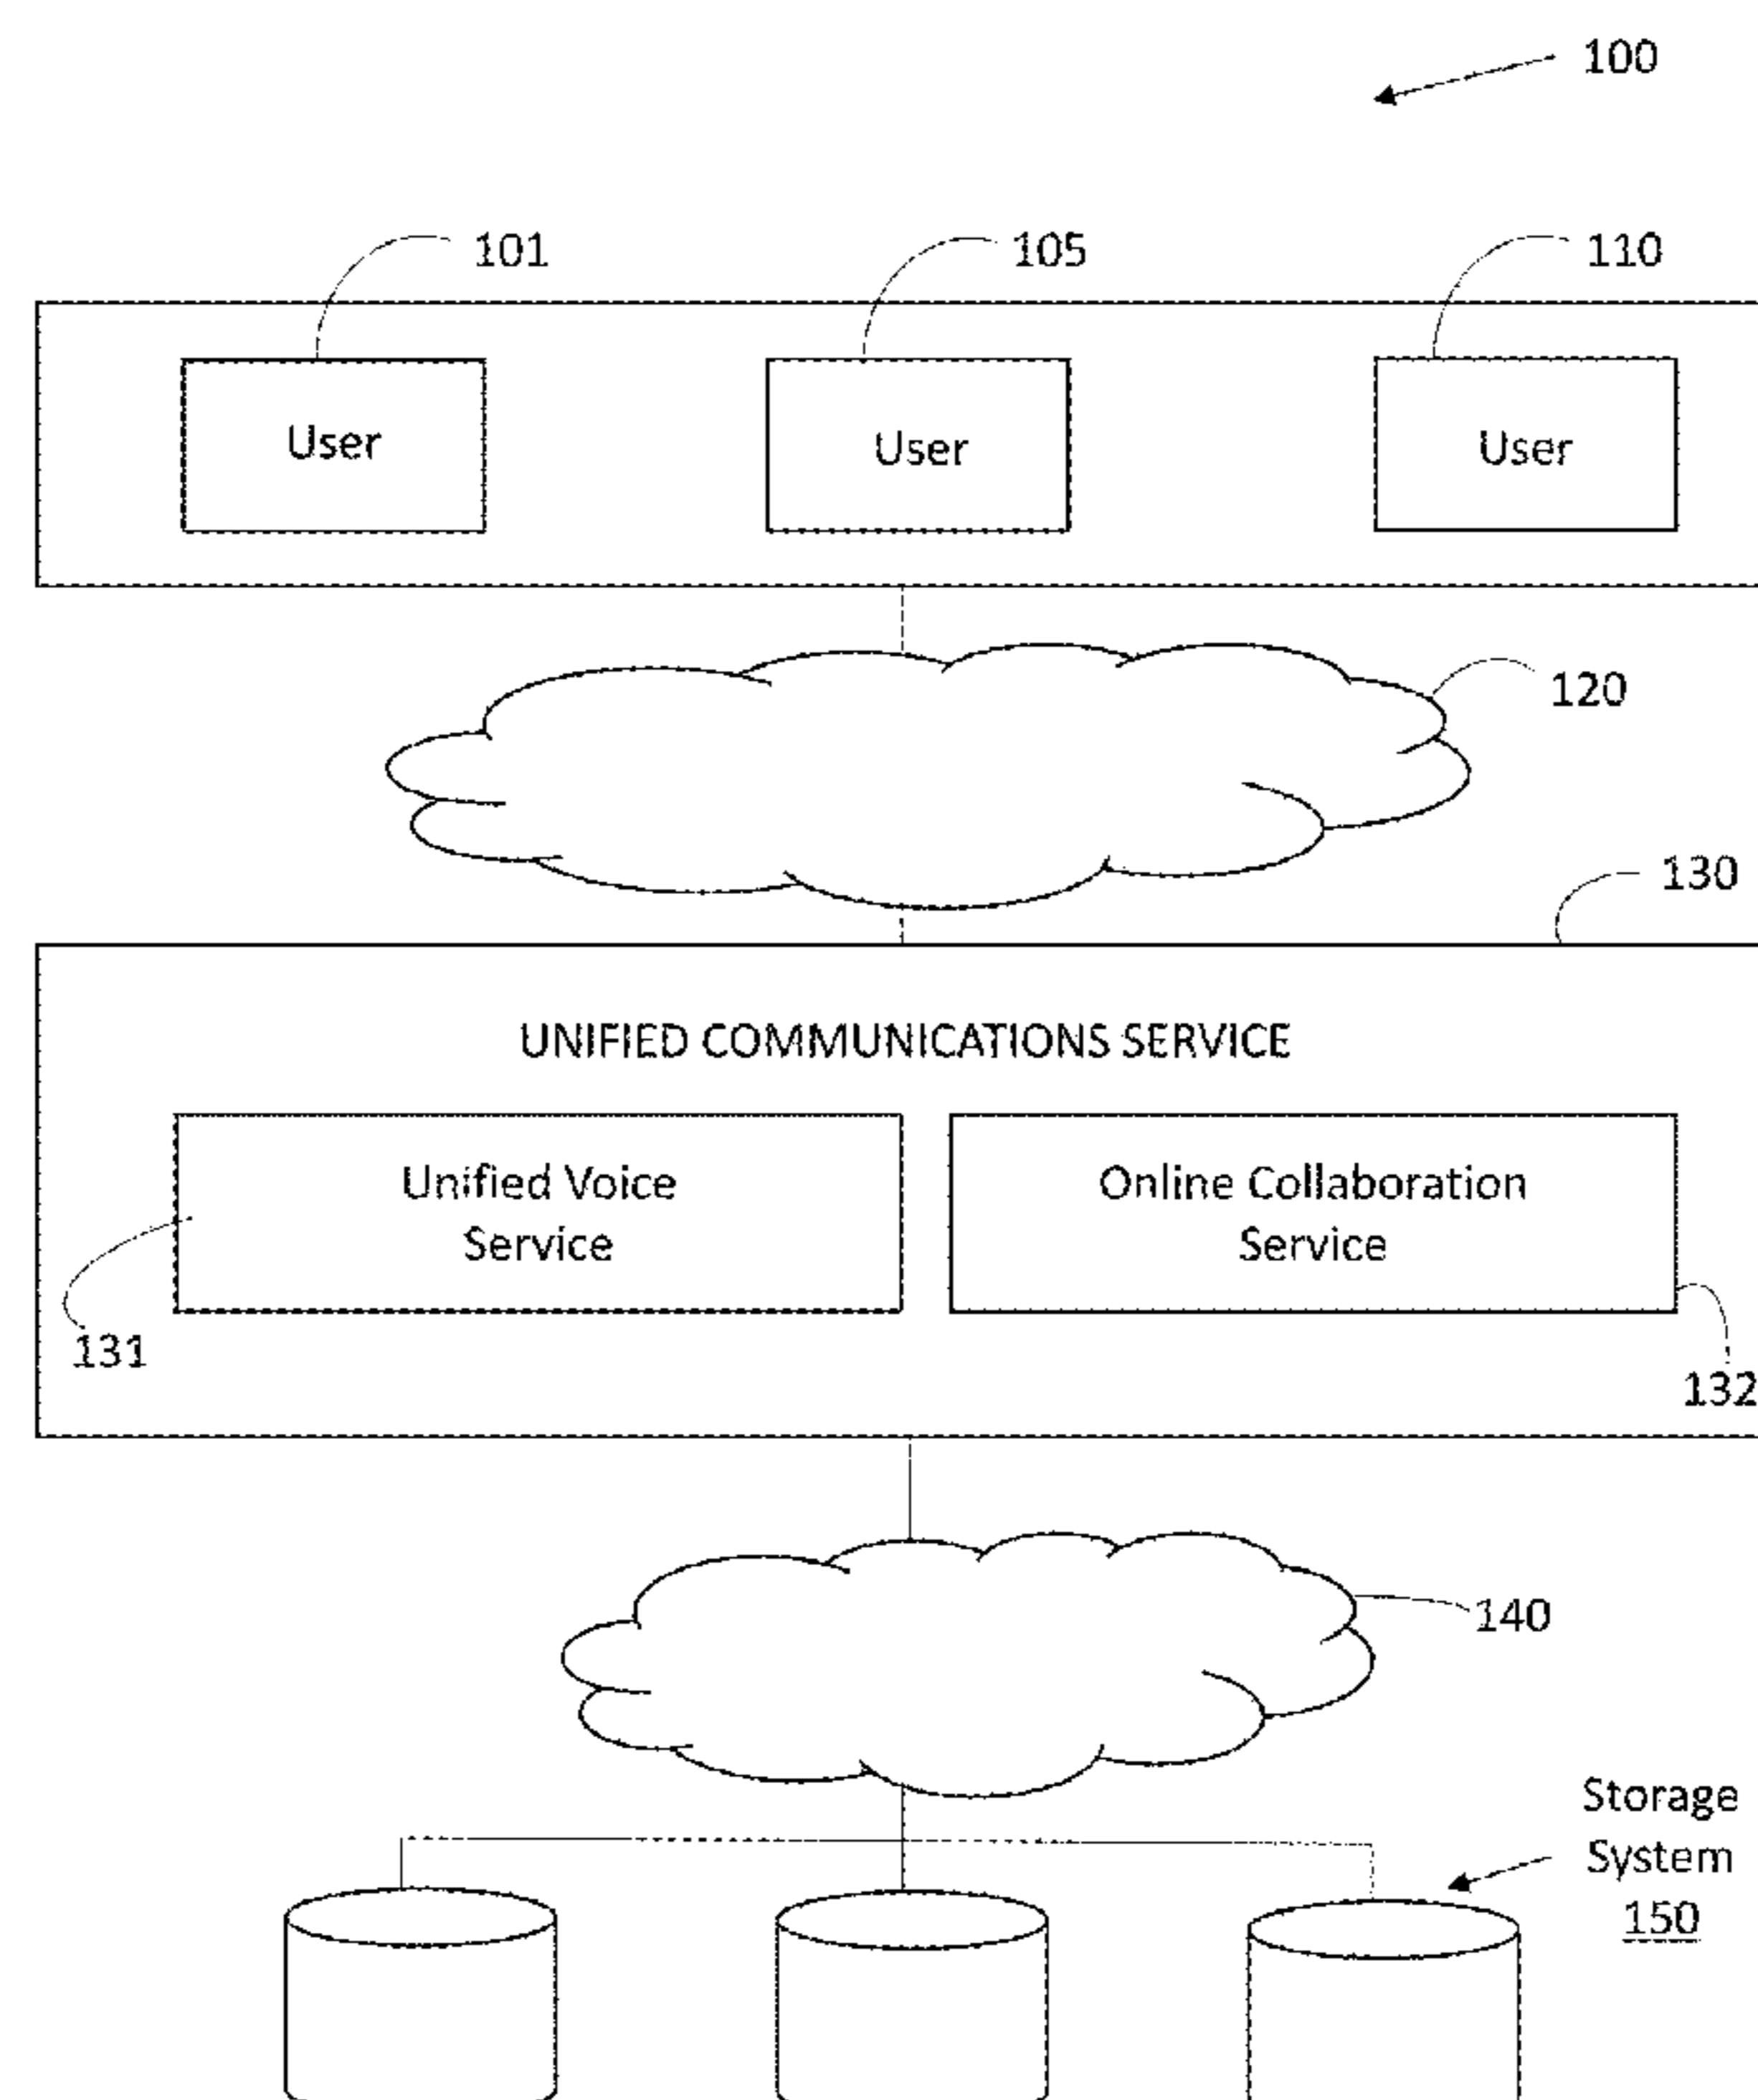 100
101
105
110
User
User
User
120
130
UNIFIED COMMUNICATIONS SERVICE
Unified Voice
Service
Online Collaboration
Service
131
132
140
Storage
System
150